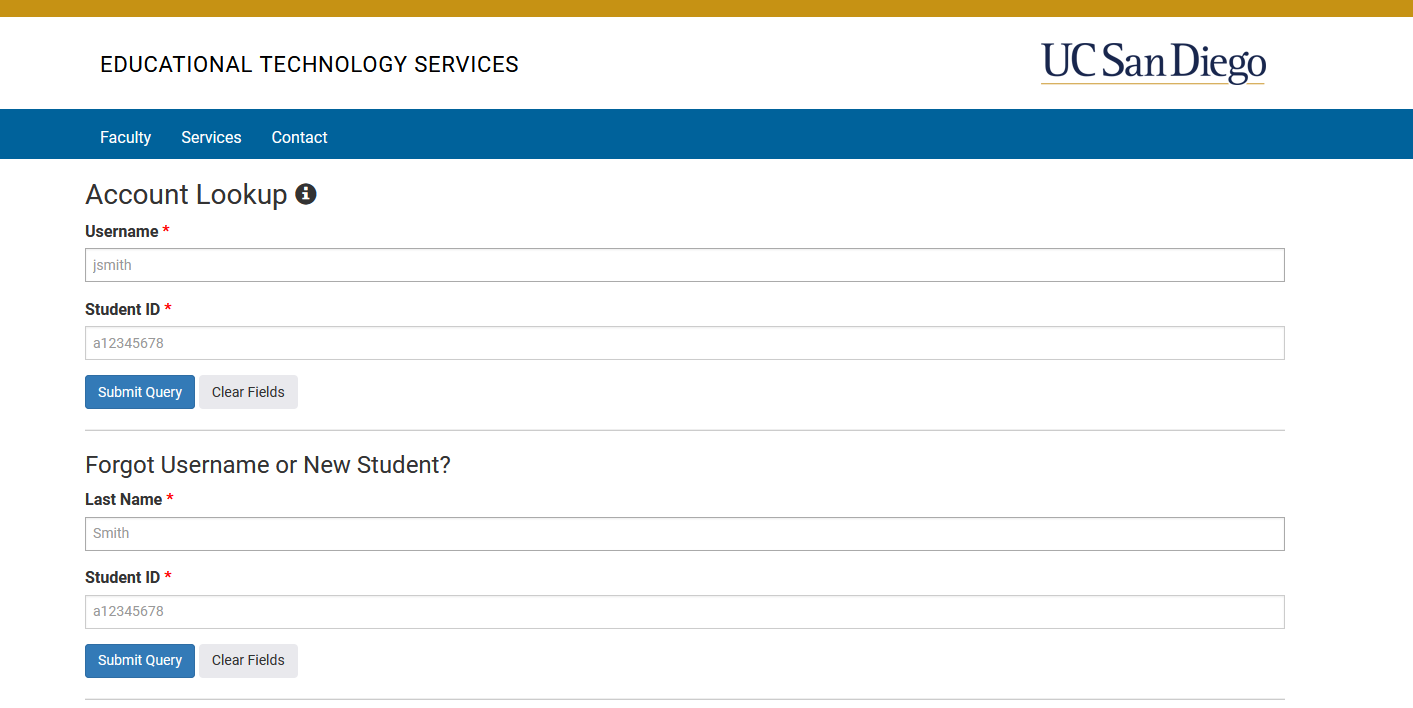 EDUCATIONAL TECHNOLOGY SERVICES
UC San Diego
Faculty Services Contact
Account Lookup
Username *
jsmith
Student ID *
a12345678
Submit Query Clear Fields
Forgot Username or New Student?
Last Name *
Smith
Student ID *
a12345678
Submit Query Clear Fields